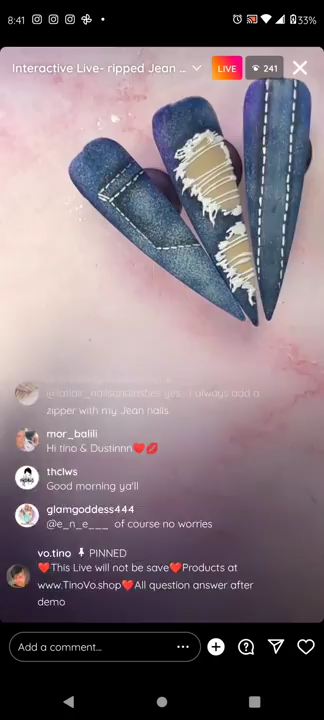 8:41
33%
Interactive Live- ripped Jean ...
LIVE
241
yes.. I always add a
zipper with my Jean nails.
mor_balili
Hi tino & Dustinnn❤️💋
thclws
Good morning ya'll
glamgoddess444
@e_n_e___ of course no worries
vo.tino 📌 PINNED
❤️This Live will not be save❤️Products at
www.TinoVo.shop❤️All question answer after
demo
Add a comment...